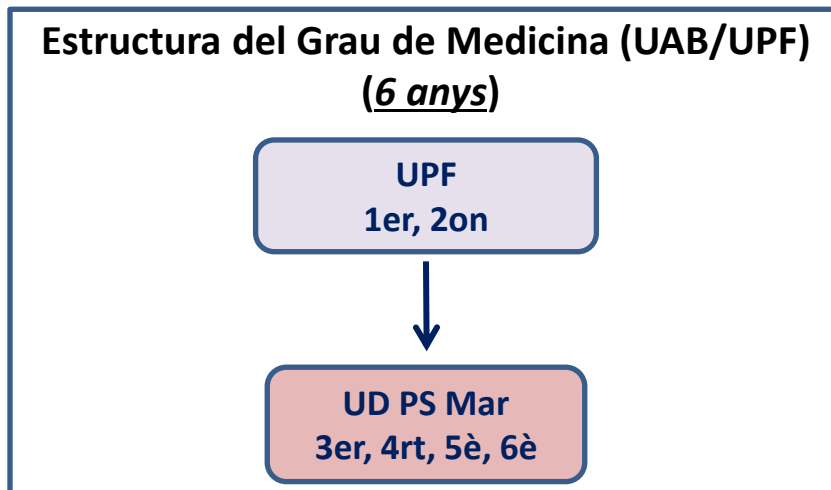 Estructura del Grau de Medicina (UAB/UPF)
(6 anys)
UPF
1er, 2on
UD PS Mar
3er, 4rt, 5è, 6è